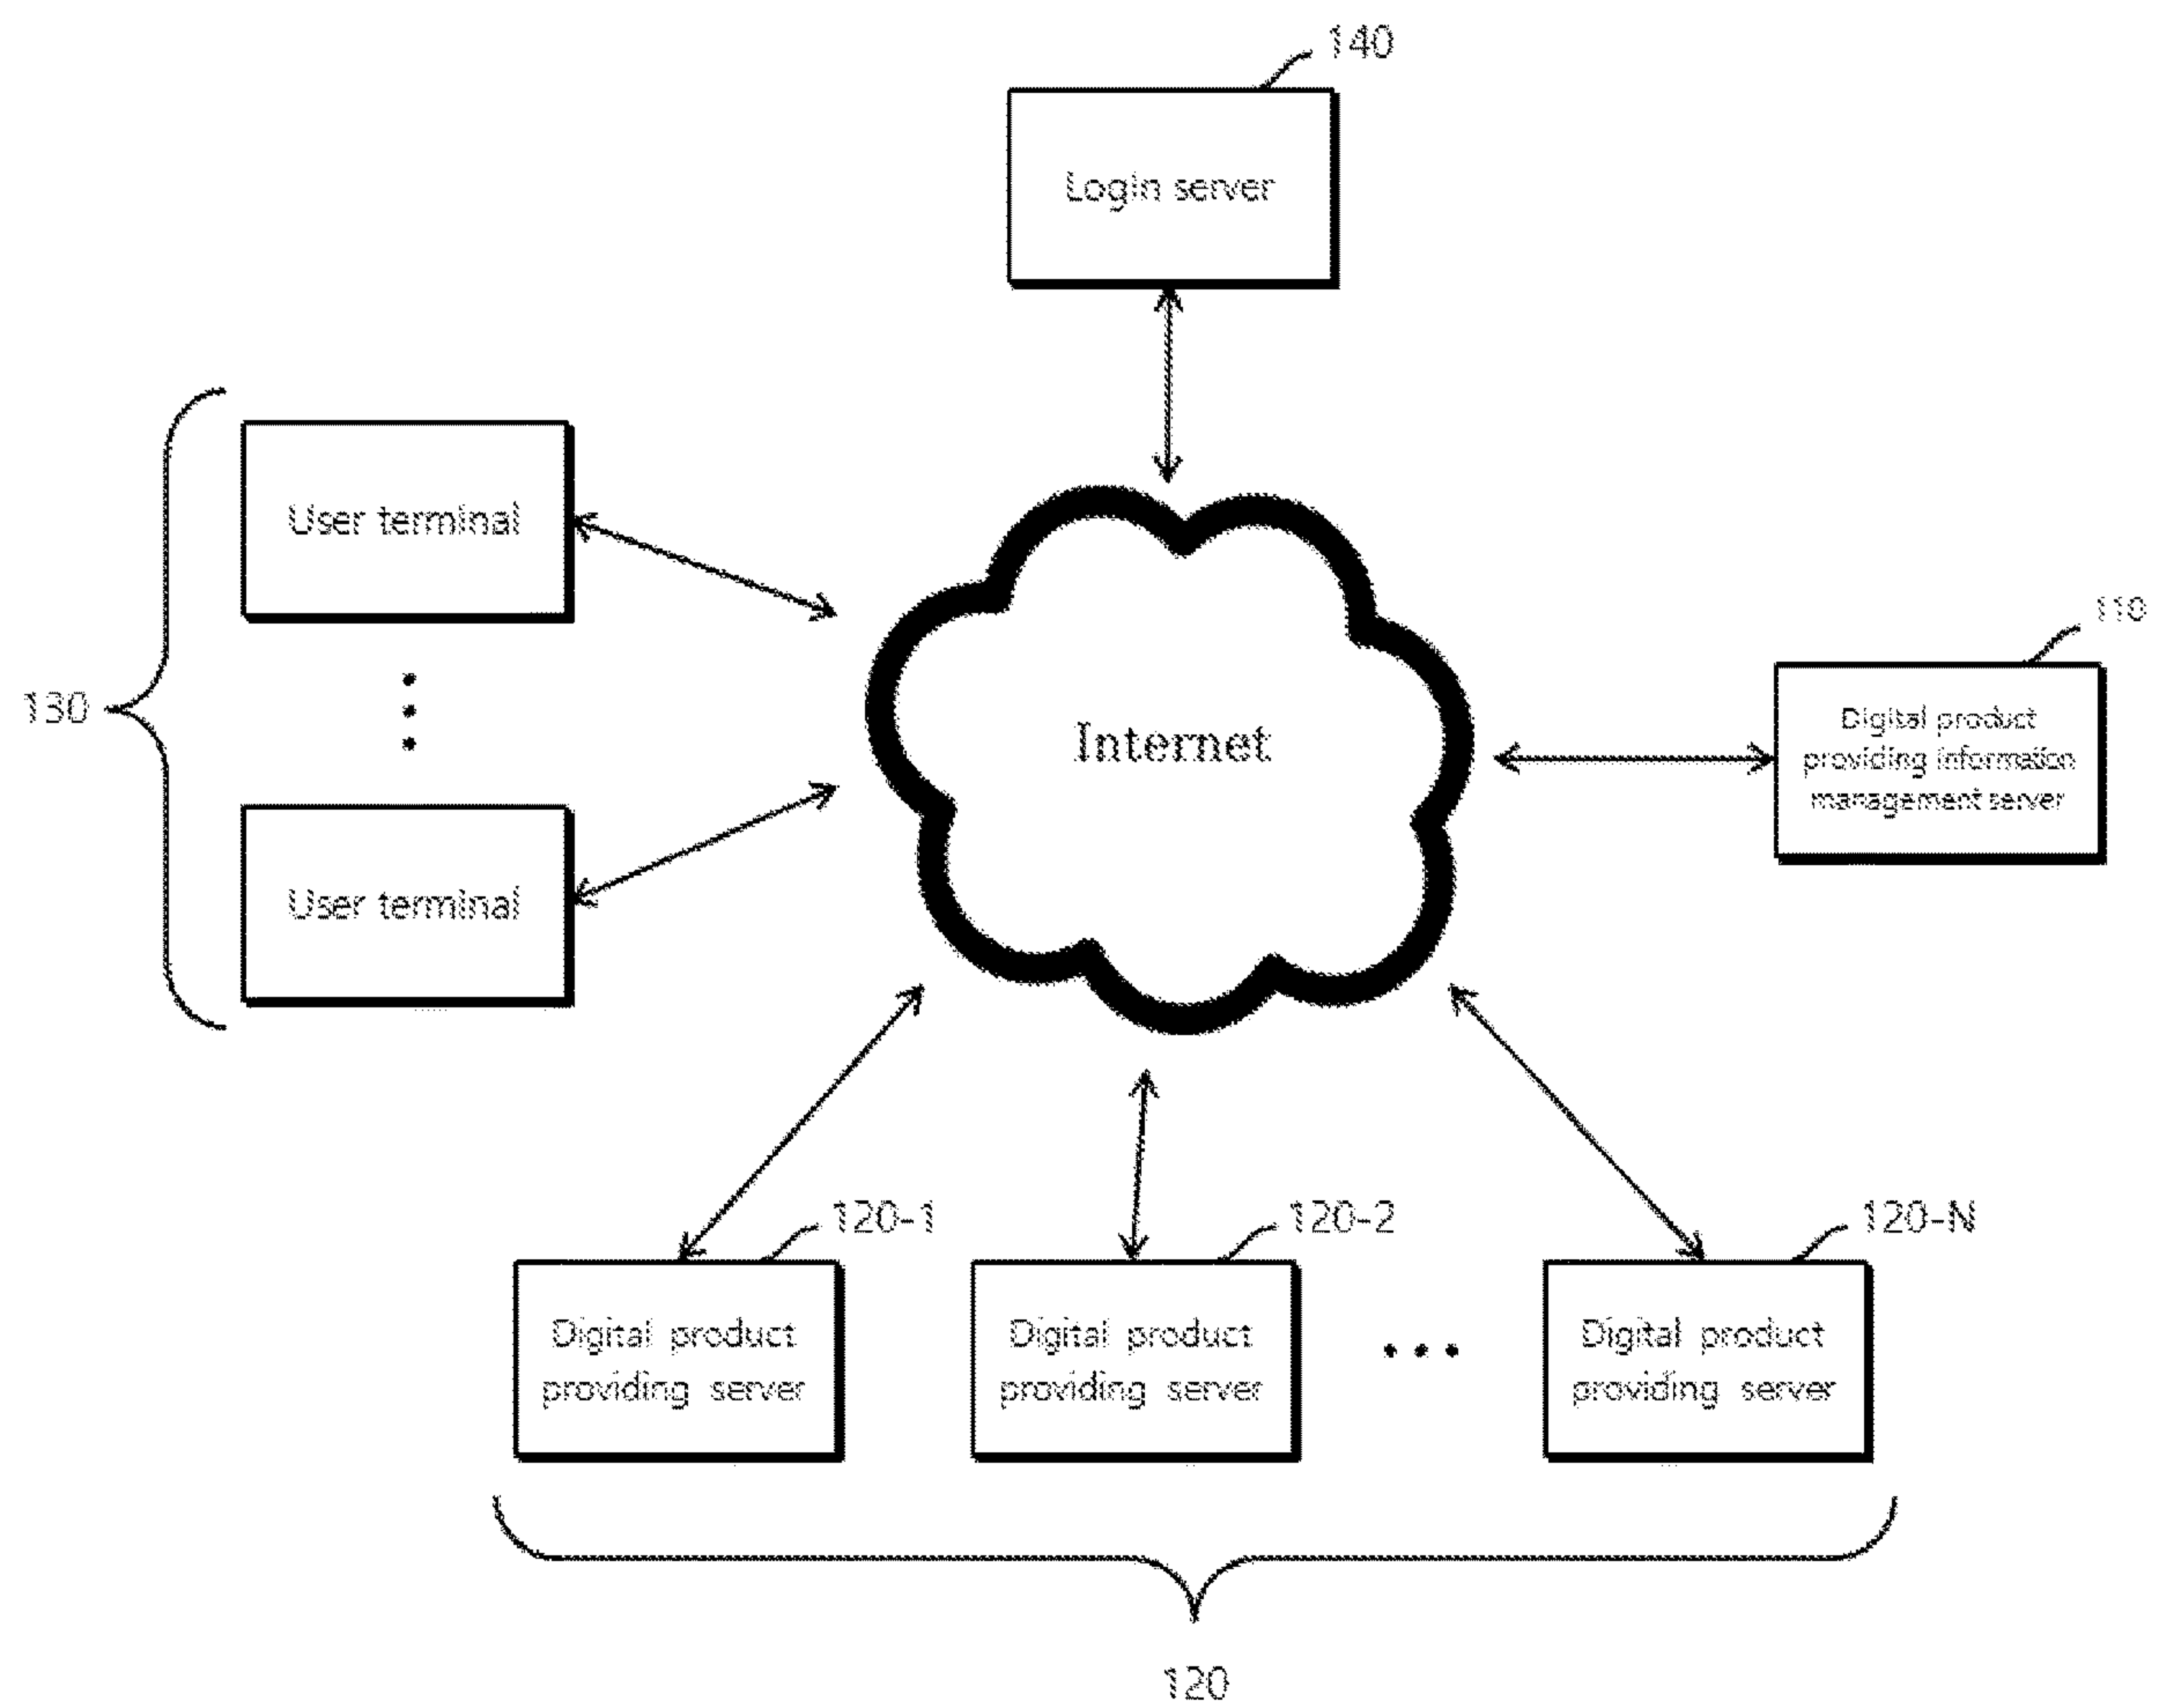 140
Login server
User terminal
110
130
Digital product
providing information
management server
Internet
User terminal
120-1
120-2
120-N
Digital product
providing server
Digital product
providing server
Digital product
providing server
120